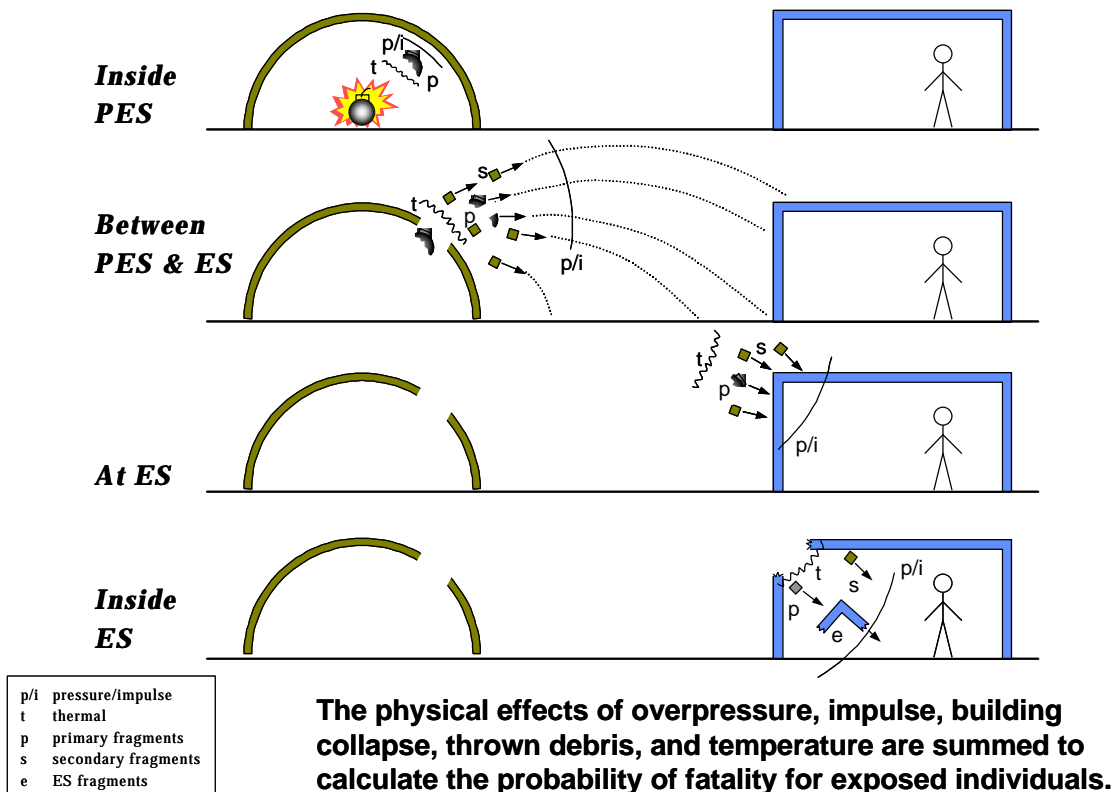 Inside
PES
p/i
t
p
Between
PES & ES
s
t
p
p/i
At ES
t
s
p
p/i
Inside
ES
t
s
p/i
p
e
p/i pressure/impulse
t thermal
p primary fragments
s secondary fragments
e ES fragments
The physical effects of overpressure, impulse, building
collapse, thrown debris, and temperature are summed to
calculate the probability of fatality for exposed individuals.